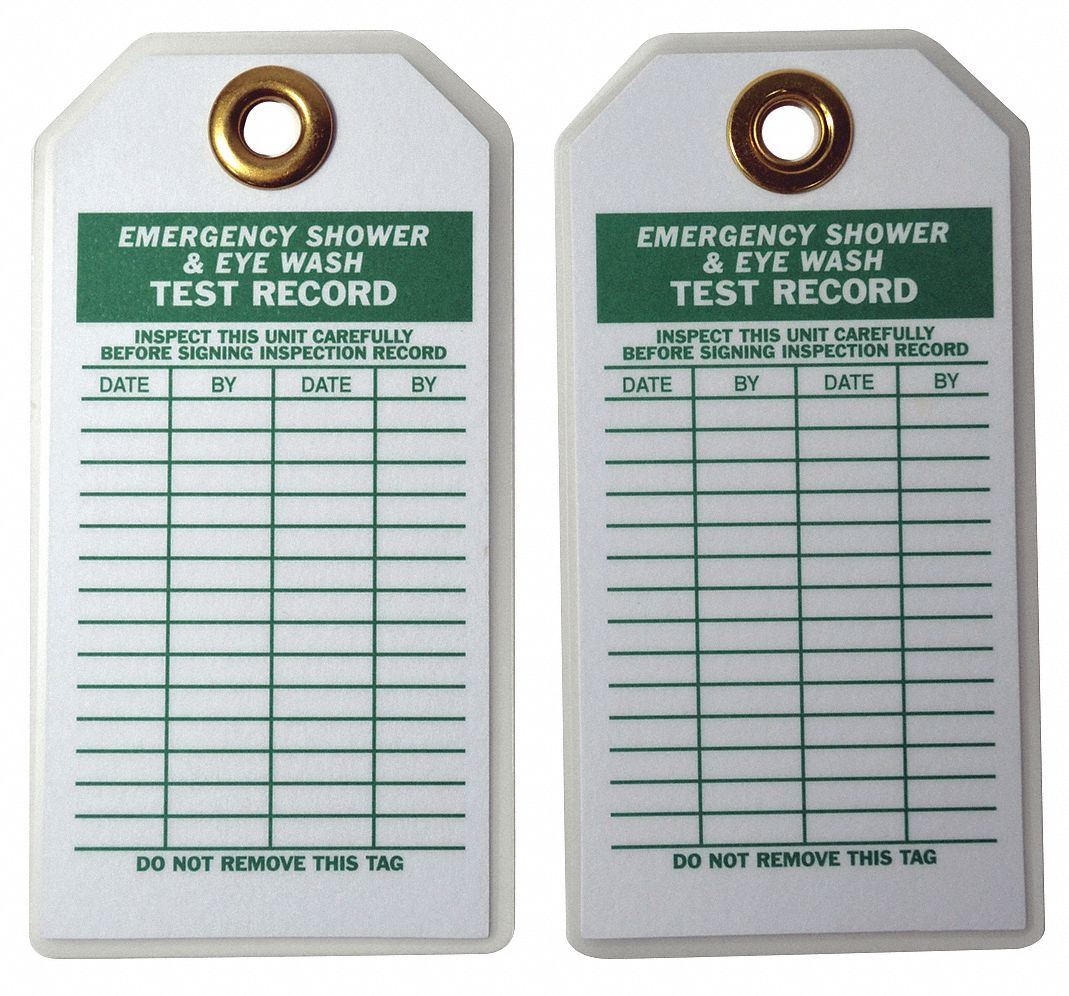 EMERGENCY SHOWER
& EYE WASH
TEST RECORD
INSPECT THIS UNIT CAREFULLY
BEFORE SIGNING INSPECTION RECORD
DATE BY DATE BY
DO NOT REMOVE THIS TAG
EMERGENCY SHOWER
& EYE WASH
TEST RECORD
INSPECT THIS UNIT CAREFULLY
BEFORE SIGNING INSPECTION RECORD
DATE BY DATE BY
DO NOT REMOVE THIS TAG